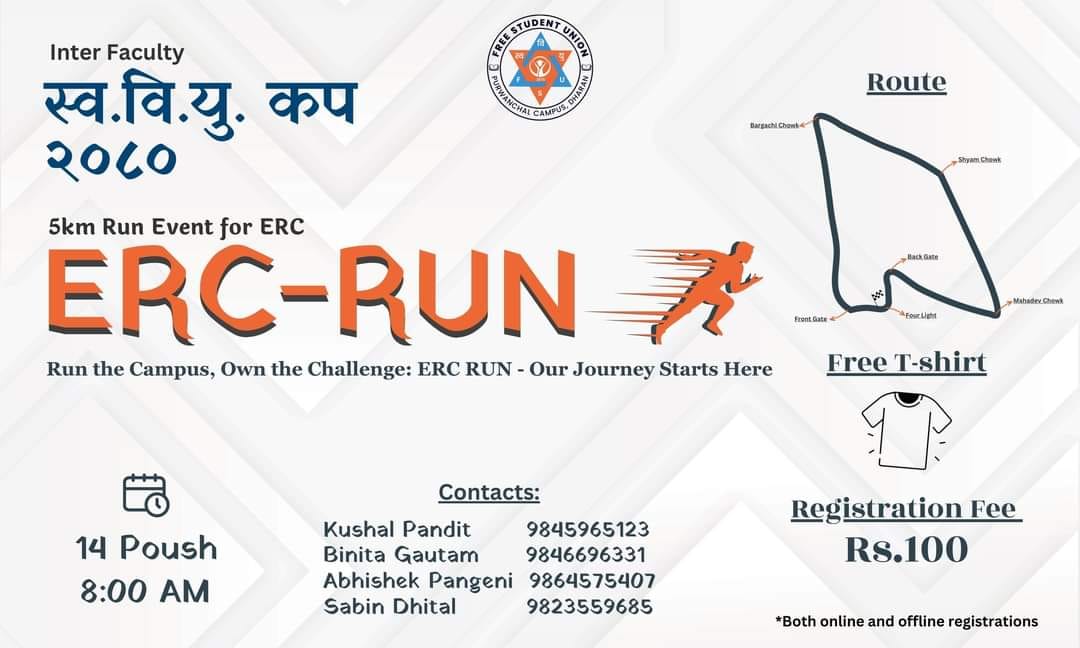 Inter Faculty
स्व.वि.यु. कप
२०८०
5km Run Event for ERC
ERC-RUN
Run the Campus, Own the Challenge: ERC RUN - Our Journey Starts Here
FREE STUDENT UNION
वि
स्व यु
F U
S
PURWANCHAL CAMPUS, DHARAN
Route
Bargachi Chowk
Shyam Chowk
Back Gate
Mahadev Chowk
Front Gate
Four Light
Free T-shirt
Registration Fee
Rs.100
14 Poush
8:00 AM
Contacts:
Kushal Pandit 9845965123
Binita Gautam 9846696331
Abhishek Pangeni 9864575407
Sabin Dhital 9823559685
*Both online and offline registrations